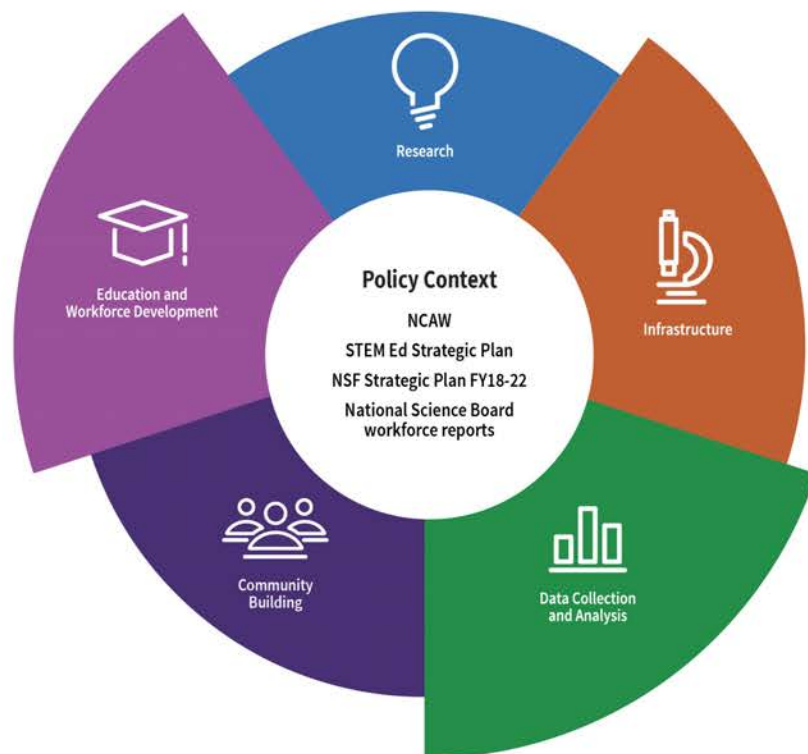 Research
Education and
Workforce Development
Infrastructure
Policy Context
NCAW
STEM Ed Strategic Plan
NSF Strategic Plan FY18-22
National Science Board
workforce reports
Community
Building
Data Collection
and Analysis